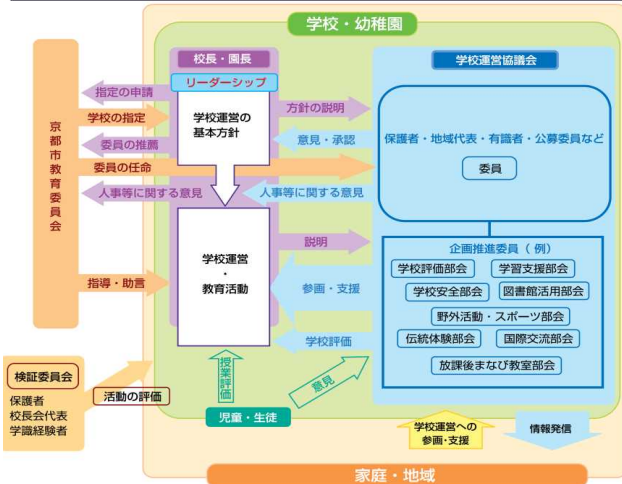 学校・幼稚園
校長・園長
リーダーシップ
学校運営の
基本方針
学校運営協議会
京都市教育委員会
指定の申請
学校の指定
委員の推薦
委員の任命
人事等に関する意見
方針の説明
意見・承認
人事等に関する意見
保護者・地域代表・有識者・公募委員など
委員
学校運営
・
教育活動
説明
参画・支援
学校評価
指導・助言
企画推進委員（例）
学校評価部会
学習支援部会
学校安全部会
図書館活用部会
野外活動・スポーツ部会
伝統体験部会
国際交流部会
放課後まなび教室部会
検証委員会
保護者
校長会代表
学識経験者
活動の評価
授業評価
児童・生徒
意見
学校運営への
参画・支援
情報発信
家庭・地域